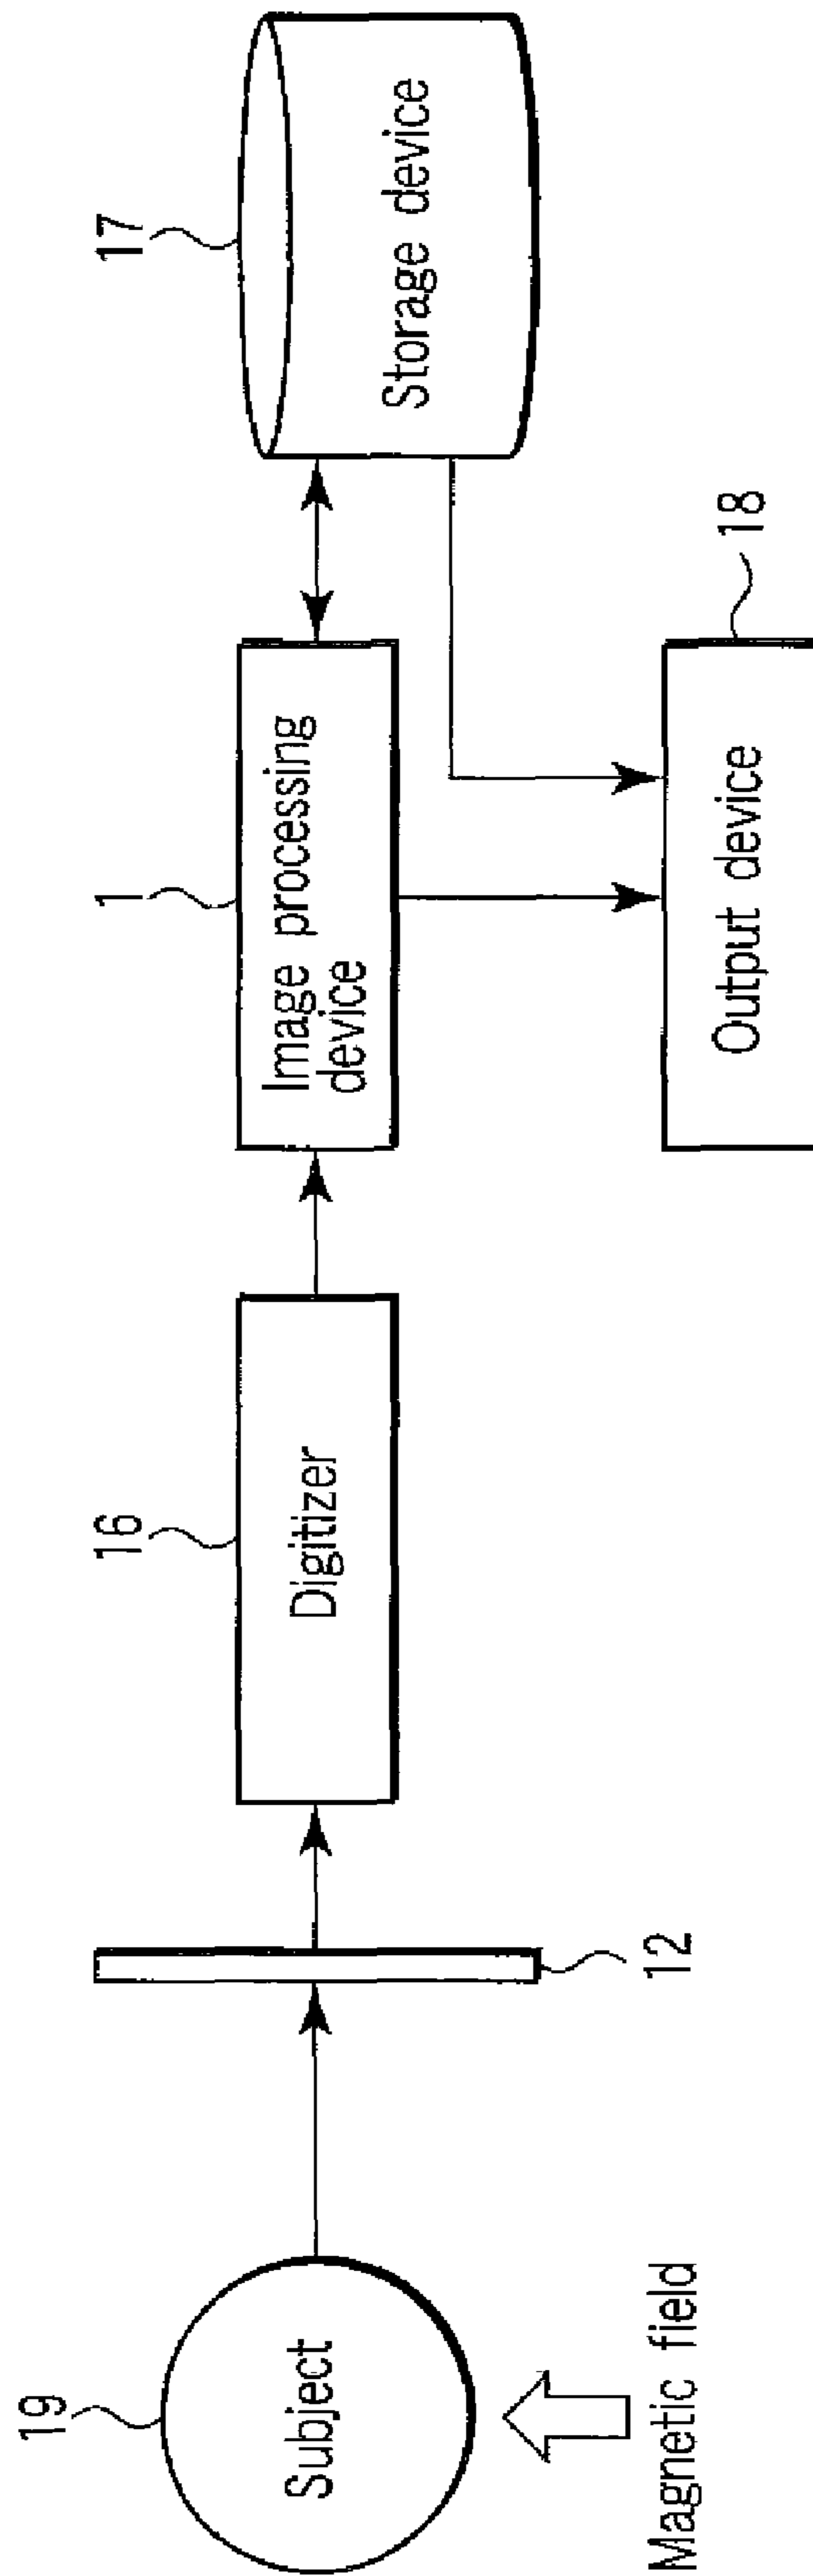 19
Subject
Magnetic field
12
16
Digitizer
1
Image processing
device
17
Storage device
18
Output device